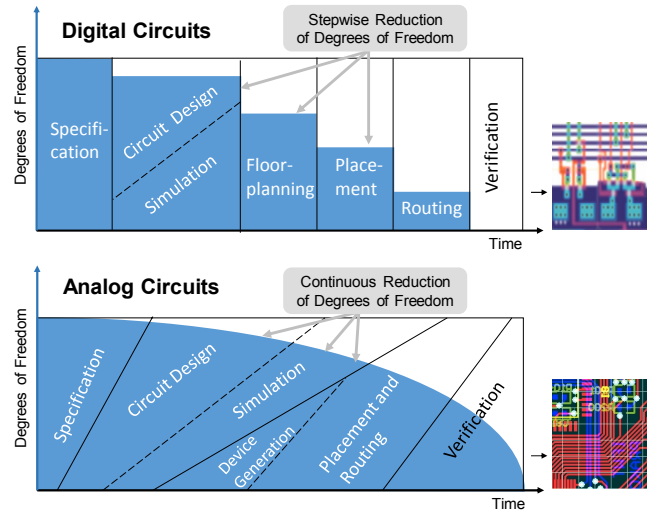 Digital Circuits
Stepwise Reduction
of Degrees of Freedom
Degrees of Freedom
Specifi-
cation
Circuit Design
Simulation
Floor-
planning
Place-
ment
Routing
Verification
Time
Analog Circuits
Continuous Reduction
of Degrees of Freedom
Degrees of Freedom
Specification
Circuit Design
Simulation
Device
Generation
Placement and
Routing
Verification
Time